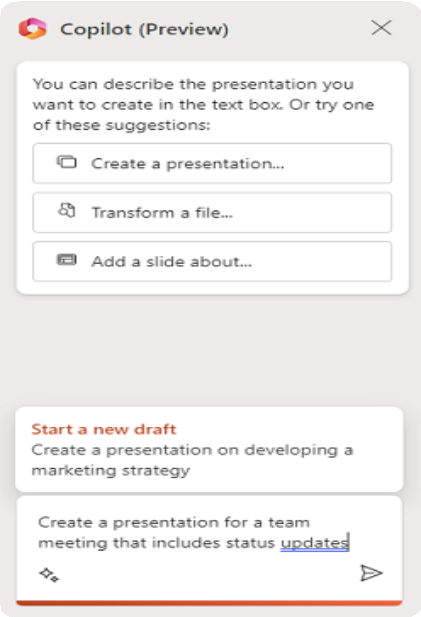 Copilot (Preview)
You can describe the presentation you
want to create in the text box. Or try one
of these suggestions:
Create a presentation...
Transform a file...
Add a slide about...
Start a new draft
Create a presentation on developing a
marketing strategy
Create a presentation for a team
meeting that includes status updates